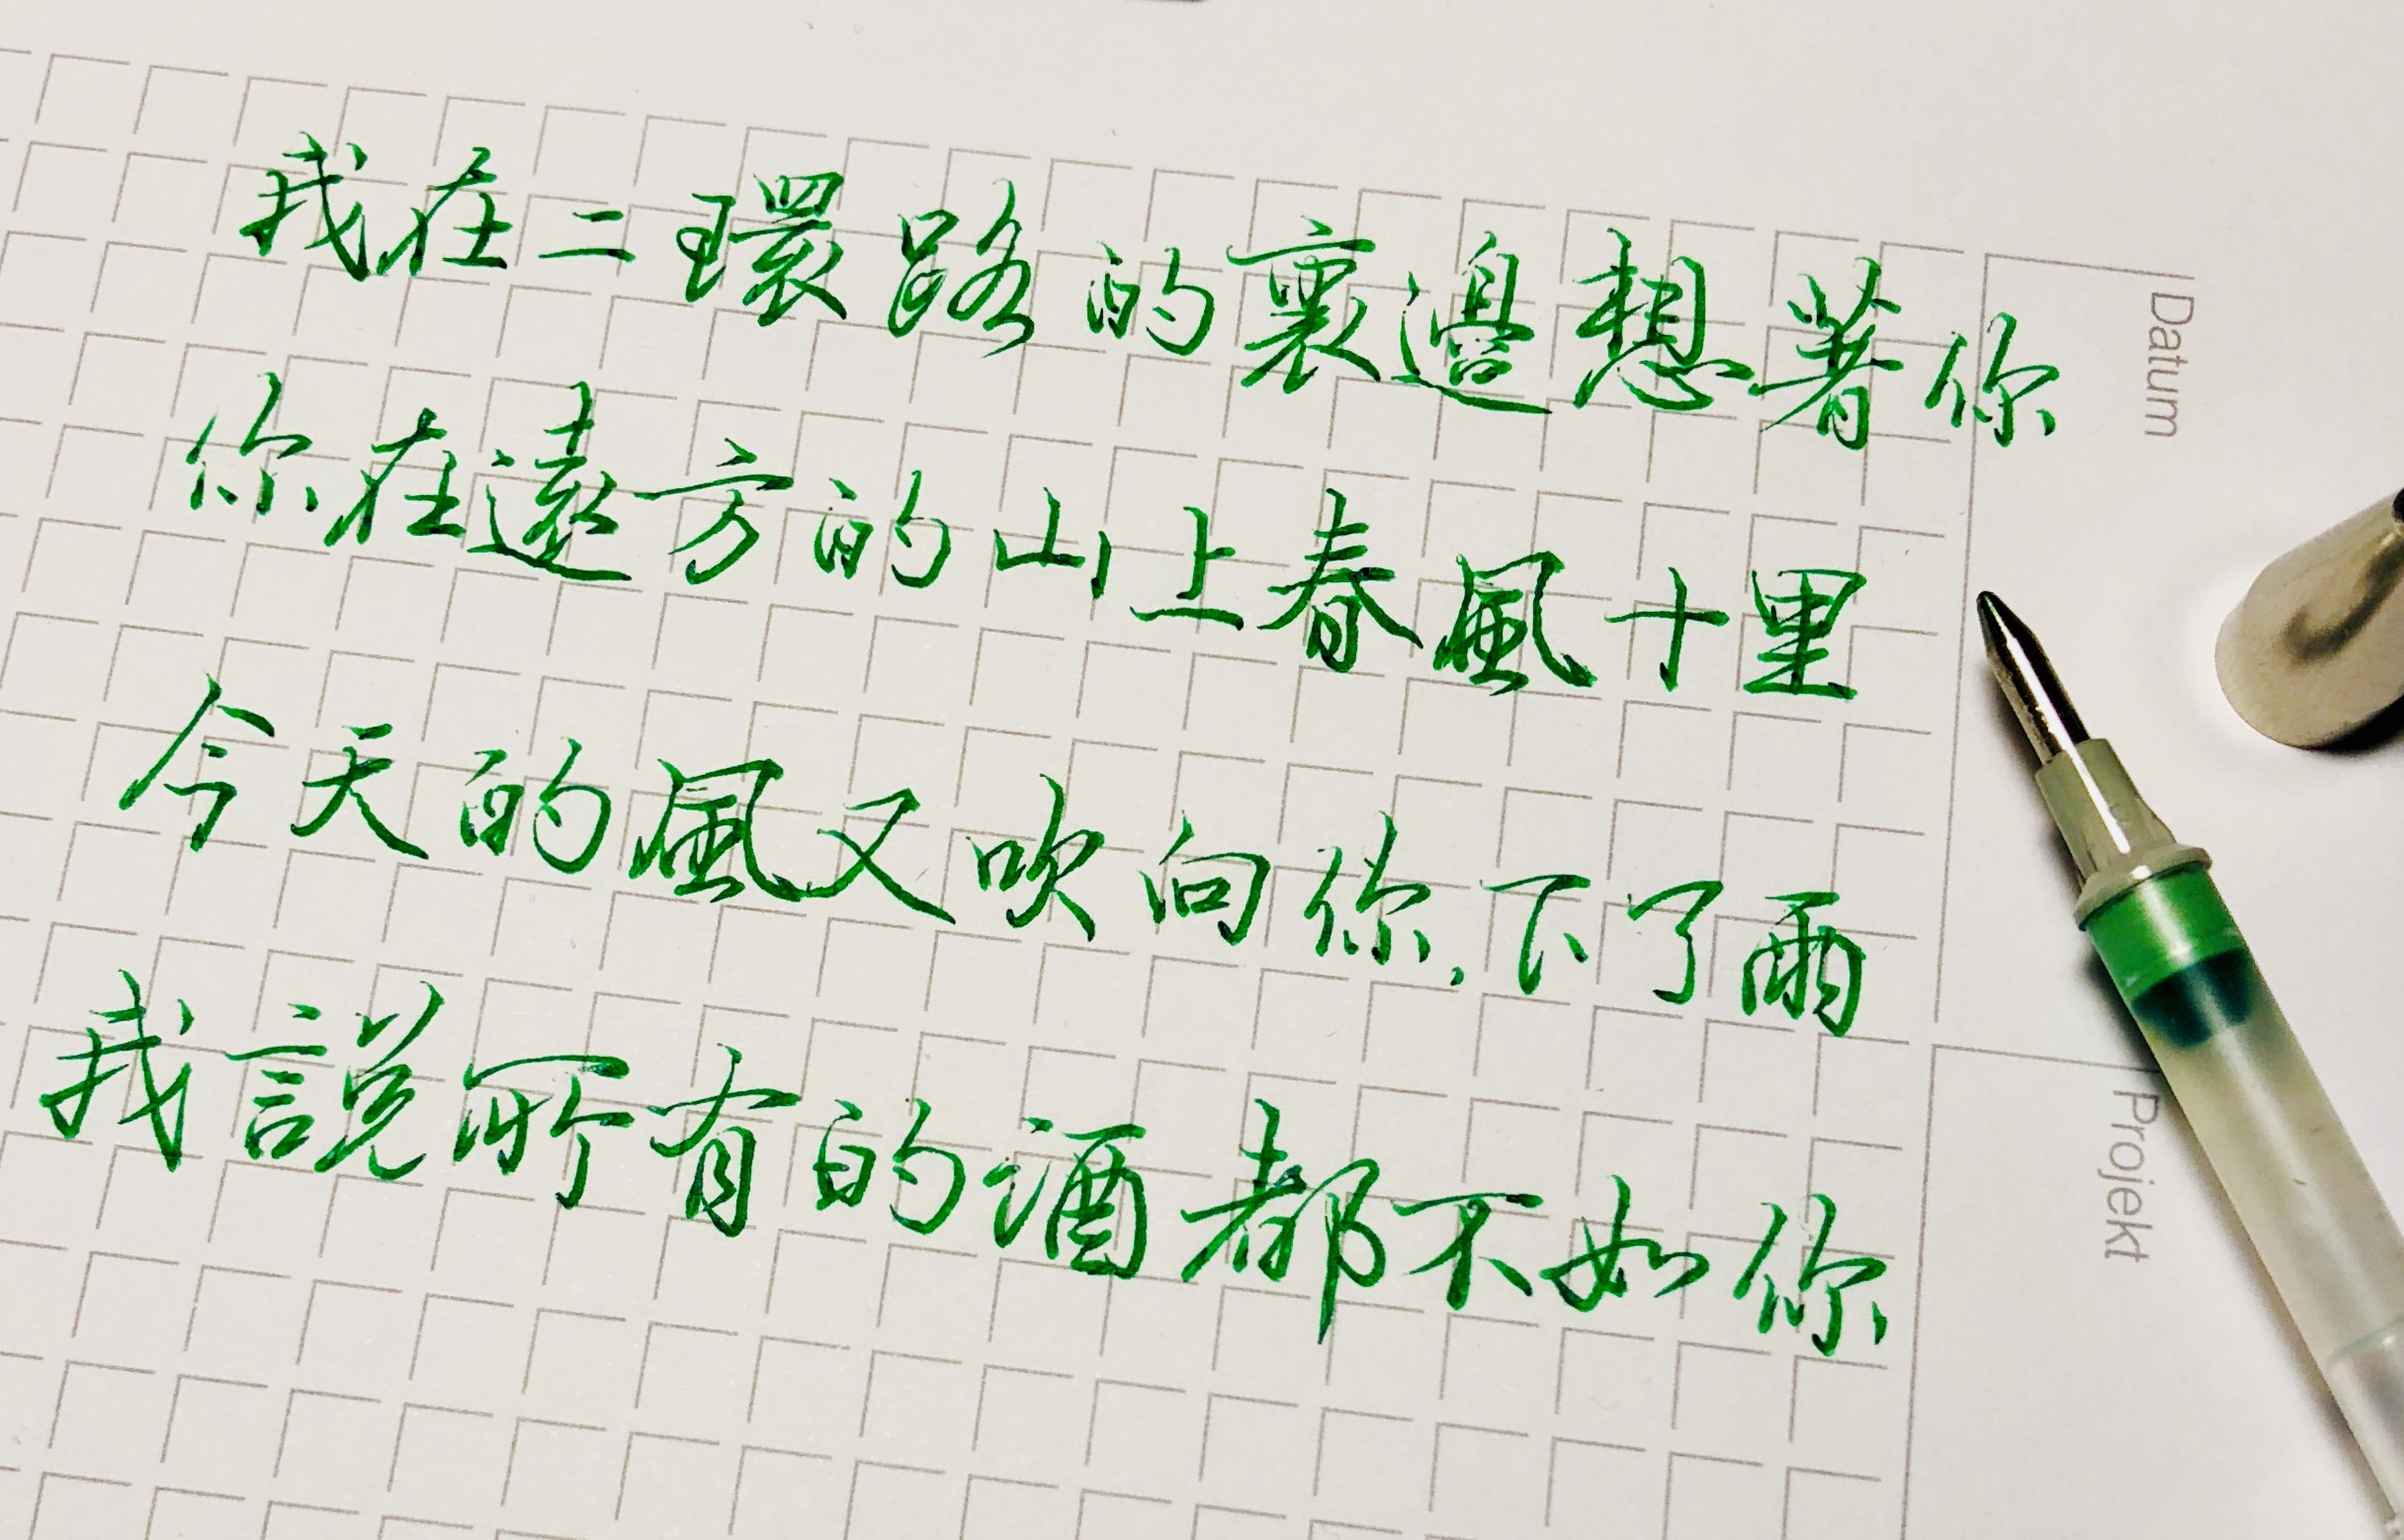 我在二環路的裏邊想著你
你在遠方的山上春風十里
今天的風又吹向你,下了雨
我說所有的酒都不如你
Datum
Projekt